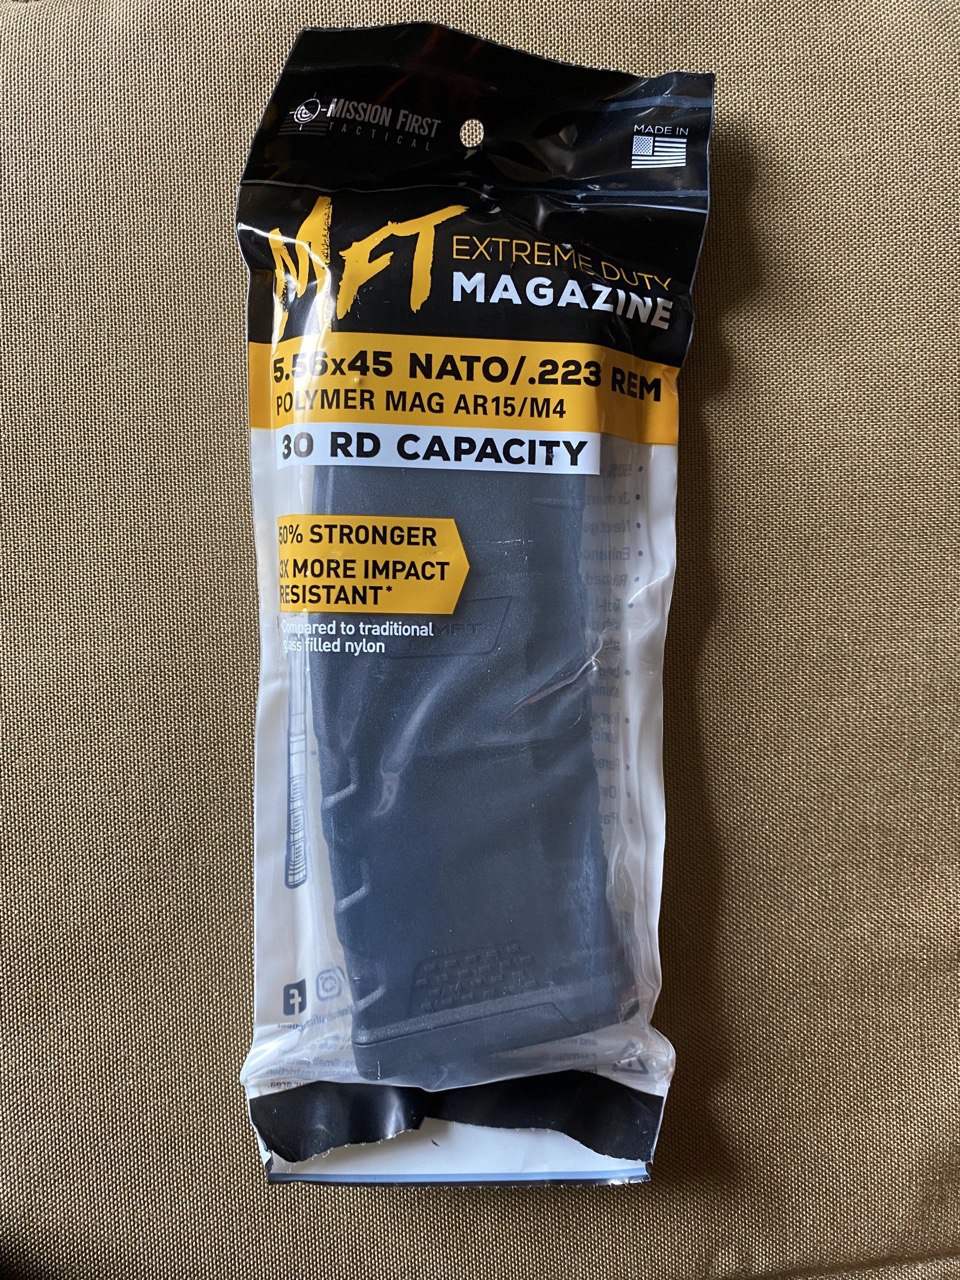 MISSION FIRST
TACTICAL
MADE IN
MFT
EXTREME DUTY
MAGAZINE
5.56x45 NATO/.223 REM
POLYMER MAG AR15/M4
30 RD CAPACITY
50% STRONGER
3X MORE IMPACT
RESISTANT*
Compared to traditional
glass filled nylon